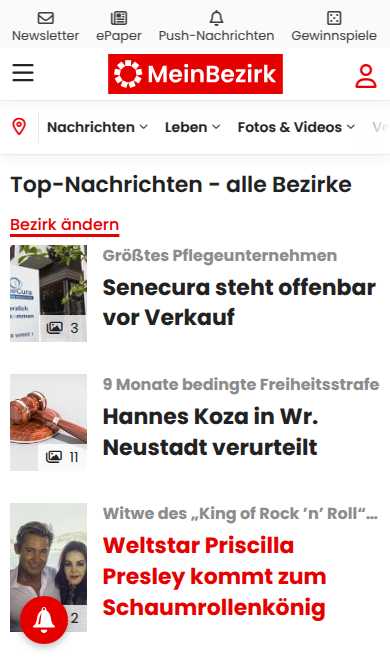 Newsletter ePaper Push-Nachrichten Gewinnspiele
MeinBezirk
Nachrichten Leben Fotos & Videos
Top-Nachrichten - alle Bezirke
Bezirk ändern
Größtes Pflegeunternehmen
Senecura steht offenbar
vor Verkauf
3
9 Monate bedingte Freiheitsstrafe
Hannes Koza in Wr.
Neustadt verurteilt
11
Witwe des „King of Rock ’n’ Roll“…
Weltstar Priscilla
Presley kommt zum
Schaumrollenkönig
2